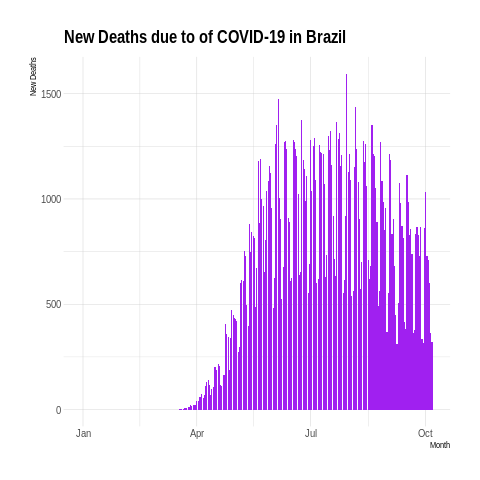 New Deaths due to of COVID-19 in Brazil
New Deaths
1500
1000
500
0
Jan Apr Jul Oct
Month